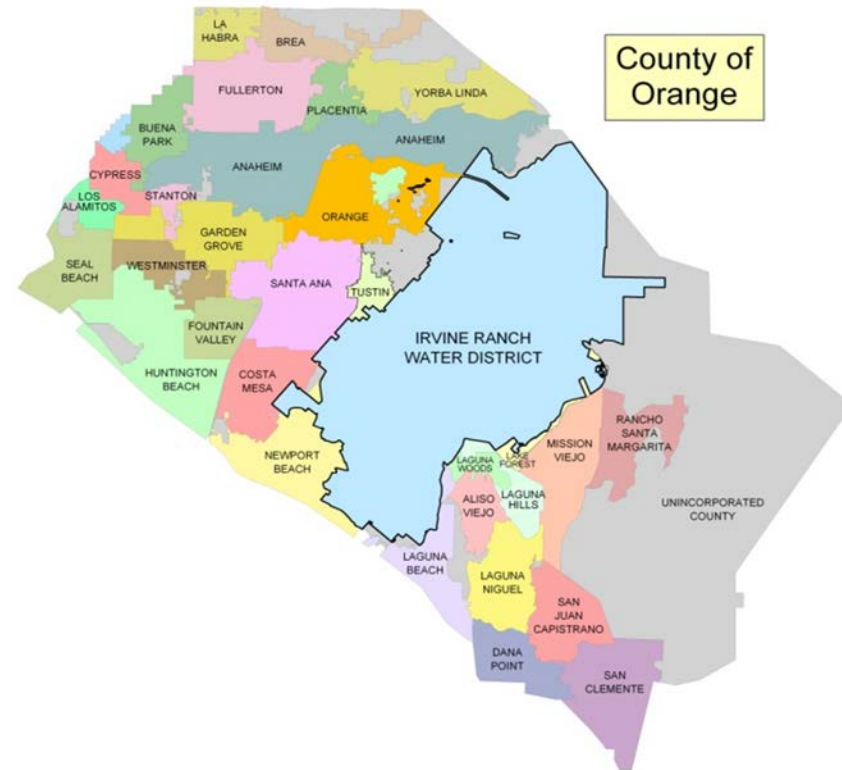 County of
Orange
LA
HABRA
BREA
FULLERTON
PLACENTIA
YORBA LINDA
BUENA
PARK
ANAHEIM
ANAHEIM
CYPRESS
LOS
ALAMITOS
STANTON
ORANGE
GARDEN
GROVE
SEAL
BEACH
WESTMINSTER
SANTA ANA
TUSTIN
FOUNTAIN
VALLEY
IRVINE RANCH
WATER DISTRICT
HUNTINGTON
BEACH
COSTA
MESA
NEWPORT
BEACH
LAGUNA
WOODS
LAKE
FOREST
MISSION
VIEJO
RANCHO
SANTA
MARGARITA
ALISO
VIEJO
LAGUNA
HILLS
UNINCORPORATED
COUNTY
LAGUNA
BEACH
LAGUNA
NIGUEL
SAN
JUAN
CAPISTRANO
DANA
POINT
SAN
CLEMENTE